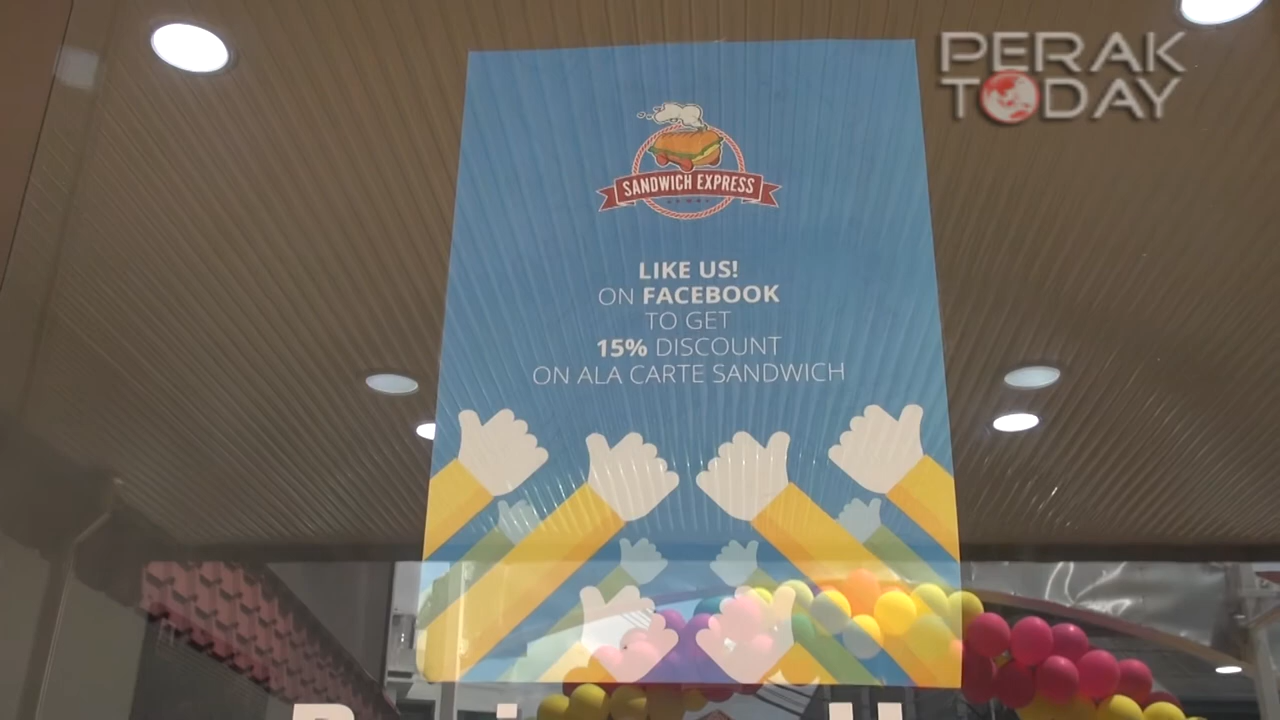 PERAK
TODAY
SANDWICH EXPRESS
LIKE US!
ON FACEBOOK
TO GET
15% DISCOUNT
ON ALA CARTE SANDWICH